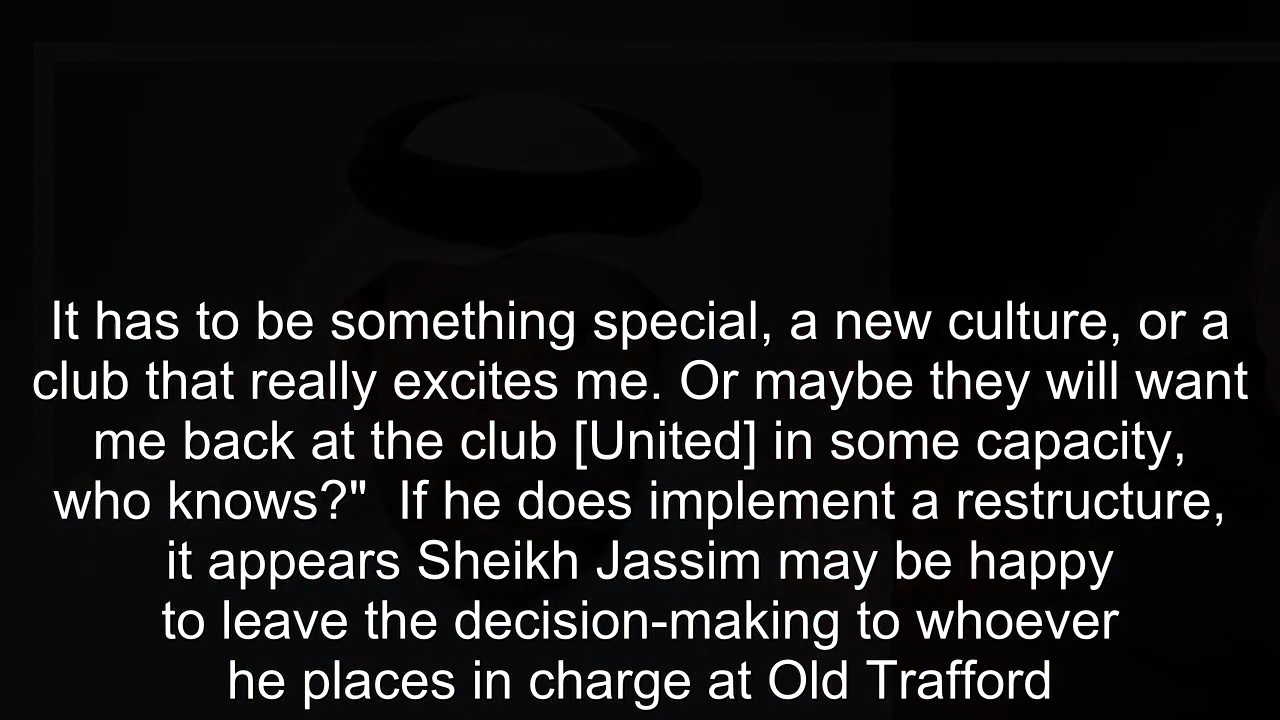 It has to be something special, a new culture, or a
club that really excites me. Or maybe they will want
me back at the club [United] in some capacity,
who knows?"  If he does implement a restructure,
it appears Sheikh Jassim may be happy
to leave the decision-making to whoever
he places in charge at Old Trafford